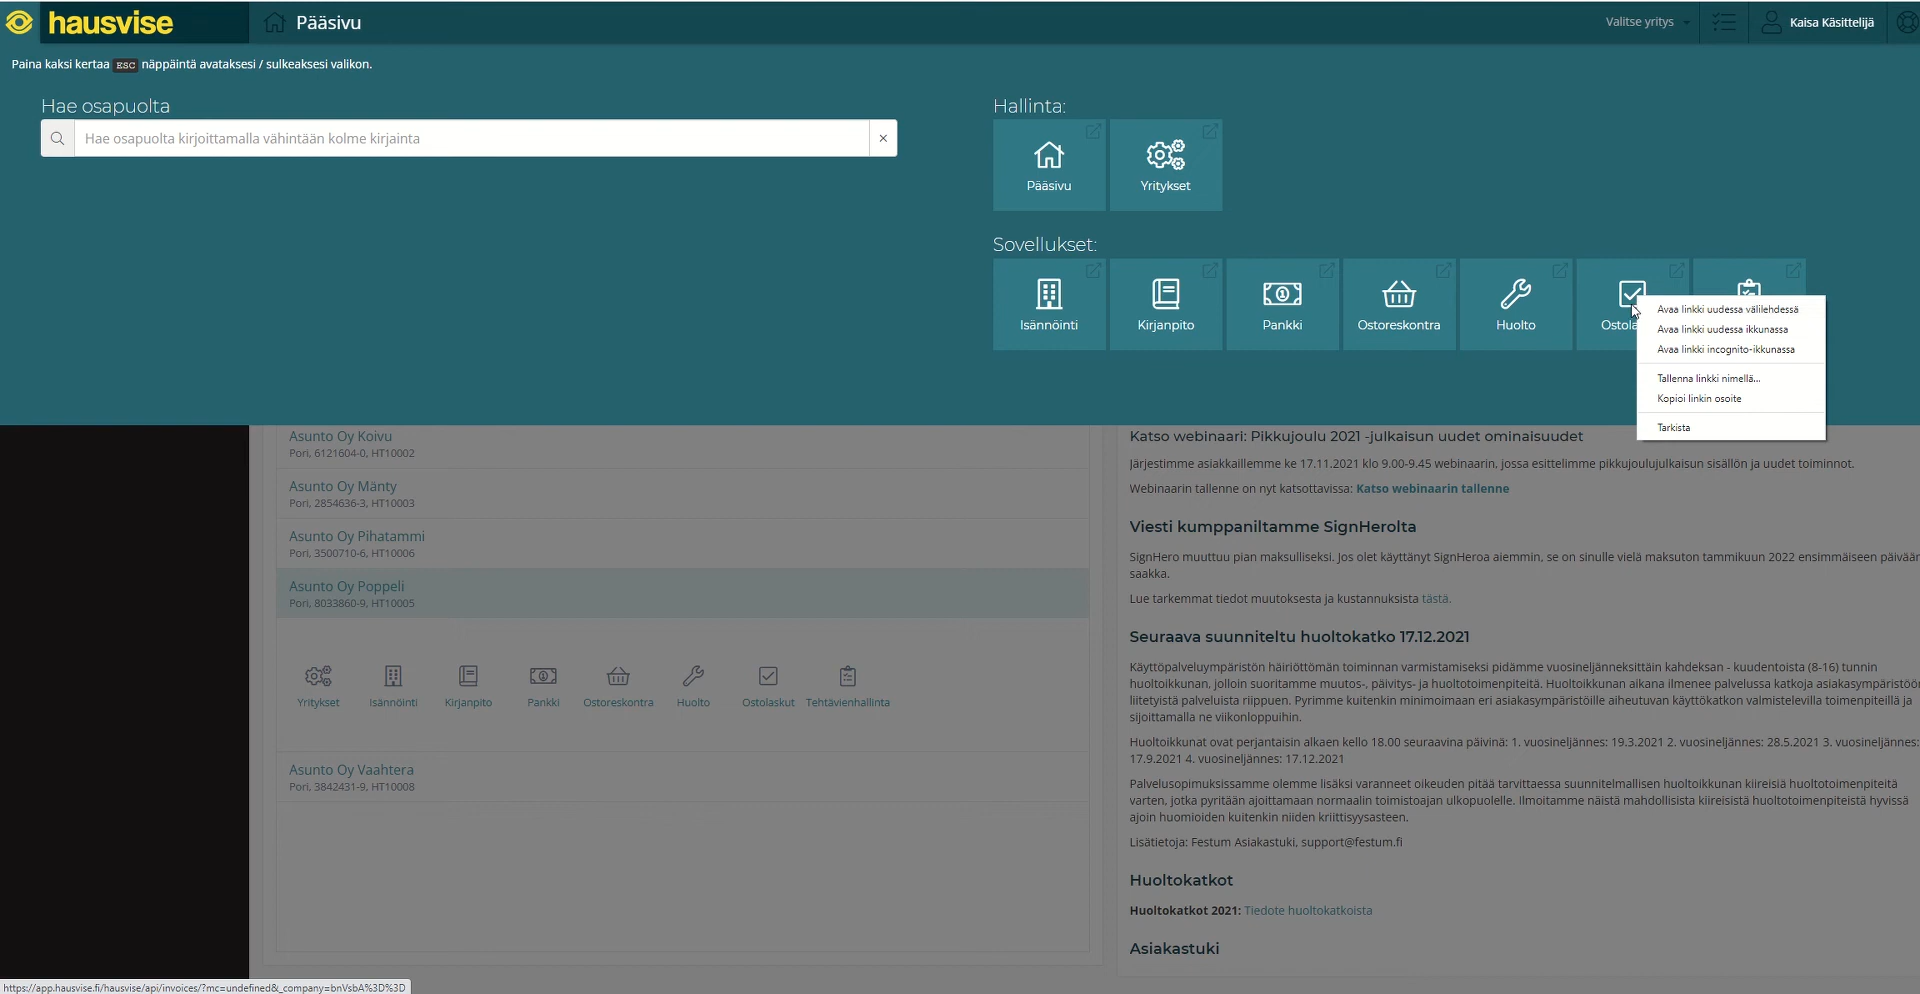 hausvise
Pääsivu
Valitse yritys
Kaisa Käsittelijä
Paina kaksi kertaa ESC näppäintä avataksesi / sulkeaksesi valikon.
Hae osapuolta
Hae osapuolta kirjoittamalla vähintään kolme kirjainta
×
Hallinta:
Pääsivu
Yritykset
Sovellukset:
Isännöinti
Kirjanpito
Pankki
Ostoreskontra
Huolto
Avaa linkki uudessa välilehdessä
Avaa linkki uudessa ikkunassa
Avaa linkki incognito-ikkunassa
Tallenna linkki nimellä...
Kopioi linkin osoite
Tarkista
Asunto Oy Koivu
Pori, 6121604-0, HT10002
Asunto Oy Mänty
Pori, 2854636-3, HT10003
Asunto Oy Pihatammi
Pori, 3500710-6, HT10006
Asunto Oy Poppeli
Pori, 8033860-9, HT10005
Yritykset
Isännöinti
Kirjanpito
Pankki
Ostoreskontra
Huolto
Ostolaskut
Tehtävienhallinta
Asunto Oy Vaahtera
Pori, 3842431-9, HT10008
Katso webinaari: Pikkujoulu 2021 -julkaisun uudet ominaisuudet
Järjestimme asiakkaillemme ke 17.11.2021 klo 9.00-9.45 webinaarin, jossa esittelimme pikkujoulujulkaisun sisällön ja uudet toiminnot.
Webinaarin tallenne on nyt katsottavissa: Katso webinaarin tallenne
Viesti kumppaniltamme SignHerolta
SignHero muuttuu pian maksulliseksi. Jos olet käyttänyt SignHeroa aiemmin, se on sinulle vielä maksuton tammikuun 2022 ensimmäiseen päivään
saakka.
Lue tarkemmat tiedot muutoksesta ja kustannuksista tästä.
Seuraava suunniteltu huoltokatko 17.12.2021
Käyttöpalveluympäristön häiriöttömän toiminnan varmistamiseksi pidämme vuosineljänneksittäin kahdeksan - kuudentoista (8-16) tunnin
huoltoikkunan, jolloin suoritamme muutos-, päivitys- ja huoltotoimenpiteitä. Huoltoikkunan aikana ilmenee palvelussa katkoja asiakasympäristöön
liitetyistä palveluista riippuen. Pyrimme kuitenkin minimoimaan eri asiakasympäristöille aiheutuvan käyttökatkon valmistelevilla toimenpiteillä ja
sijoittamalla ne viikonloppuihin.
Huoltoikkunat ovat perjantaisin alkaen kello 18.00 seuraavina päivinä: 1. vuosineljännes: 19.3.2021 2. vuosineljännes: 28.5.2021 3. vuosineljännes:
17.9.2021 4. vuosineljännes: 17.12.2021
Palvelusopimuksissamme olemme lisäksi varanneet oikeuden pitää tarvittaessa suunnitelmallisen huoltoikkunan kiireisiä huoltotoimenpiteitä
varten, jotka pyritään ajoittamaan normaalin toimistoajan ulkopuolelle. Ilmoitamme näistä mahdollisista kiireisistä huoltotoimenpiteistä hyvissä
ajoin huomioiden kuitenkin niiden kriittisyysasteen.
Lisätietoja: Festum Asiakastuki, support@festum.fi
Huoltokatkot
Huoltokatkot 2021: Tiedote huoltokatkoista
Asiakastuki
https://app.hausvise.fi/hausvise/api/invoices/?mc=undefined&_company=bnVsbA%3D%3D